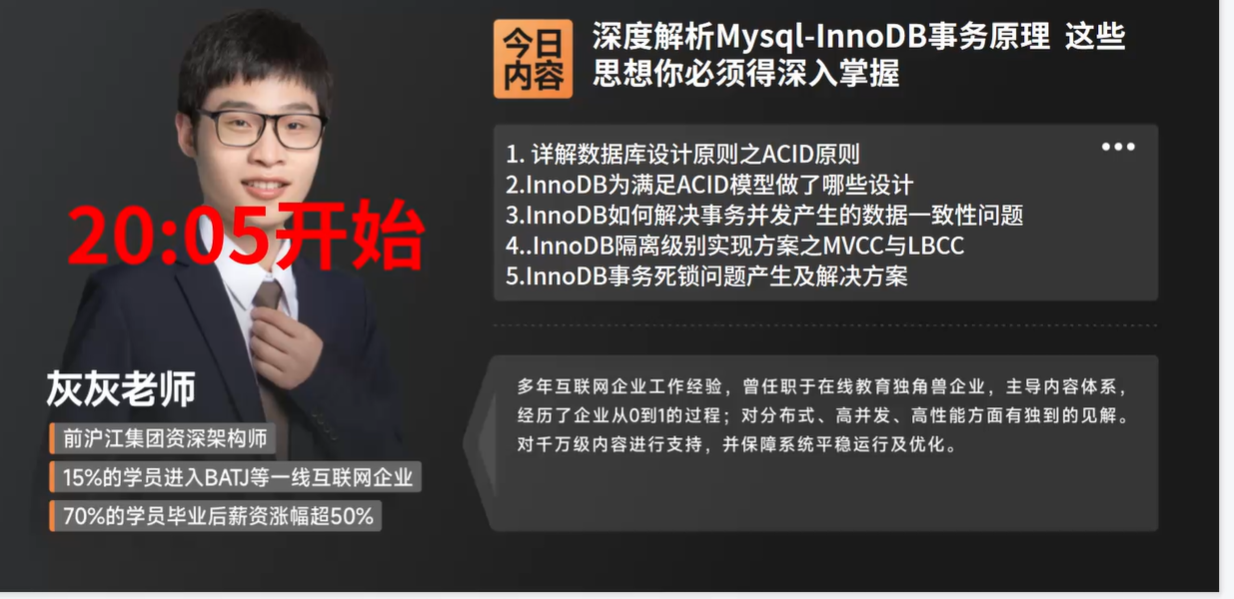 今日
内容
深度解析Mysql-InnoDB事务原理 这些
思想你必须得深入掌握
1. 详解数据库设计原则之ACID原则
2.InnoDB为满足ACID模型做了哪些设计
3.InnoDB如何解决事务并发产生的数据一致性问题
4..InnoDB隔离级别实现方案之MVCC与LBCC
5.InnoDB事务死锁问题产生及解决方案
20:05开始
灰灰老师
前沪江集团资深架构师
15%的学员进入BATJ等一线互联网企业
70%的学员毕业后薪资涨幅超50%
多年互联网企业工作经验，曾任职于在线教育独角兽企业，主导内容体系，
经历了企业从0到1的过程；对分布式、高并发、高性能方面有独到的见解。
对千万级内容进行支持，并保障系统平稳运行及优化。